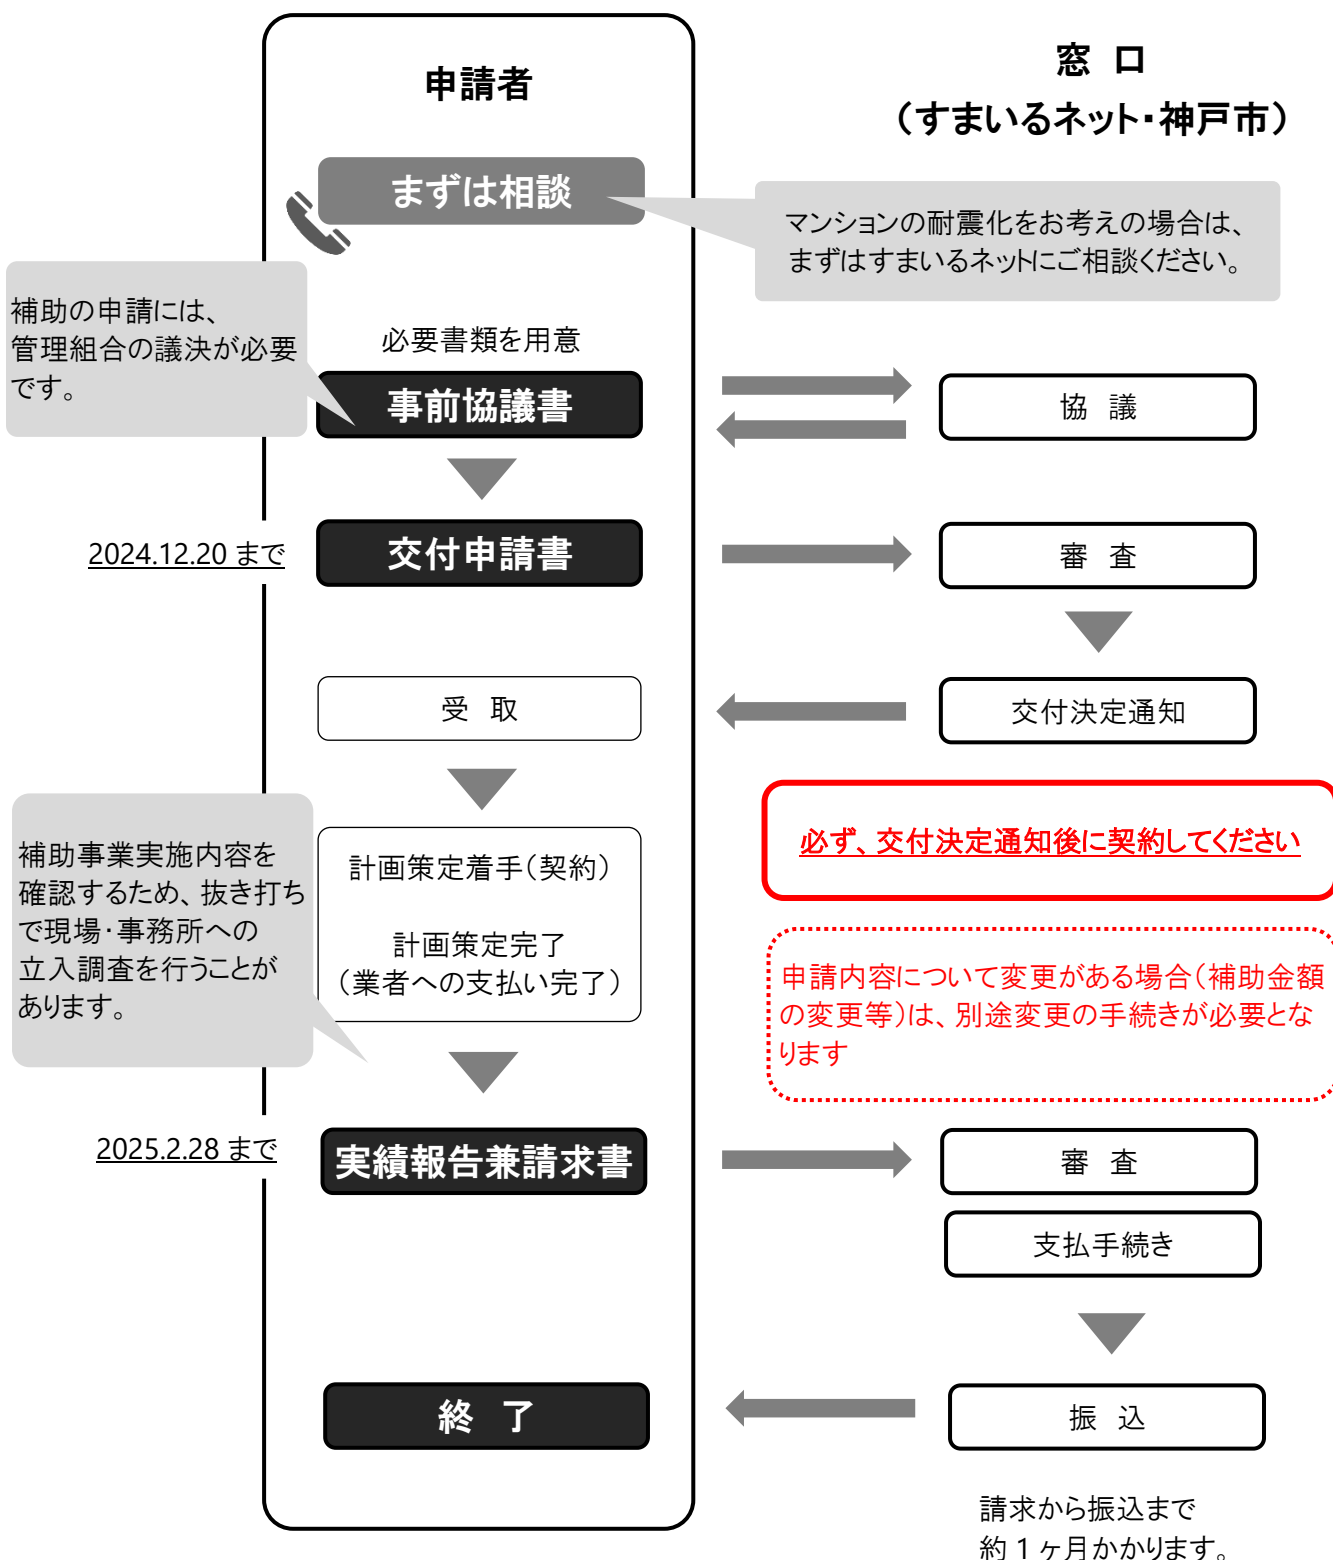 申請者
窓 口
（すまいるネット・神戸市）
まずは相談
マンションの耐震化をお考えの場合は、
まずはすまいるネットにご相談ください。
補助の申請には、
管理組合の議決が必要
です。
必要書類を用意
事前協議書
協 議
2024.12.20 まで
交付申請書
審 査
受 取
交付決定通知
必ず、交付決定通知後に契約してください
補助事業実施内容を
確認するため、抜き打ち
で現場・事務所への
立入調査を行うことが
あります。
計画策定着手（契約）
計画策定完了
（業者への支払い完了）
申請内容について変更がある場合（補助金額
の変更等）は、別途変更の手続きが必要とな
ります
2025.2.28 まで
実績報告兼請求書
審 査
支払手続き
終 了
振 込
請求から振込まで
約 1 ヶ月かかります。